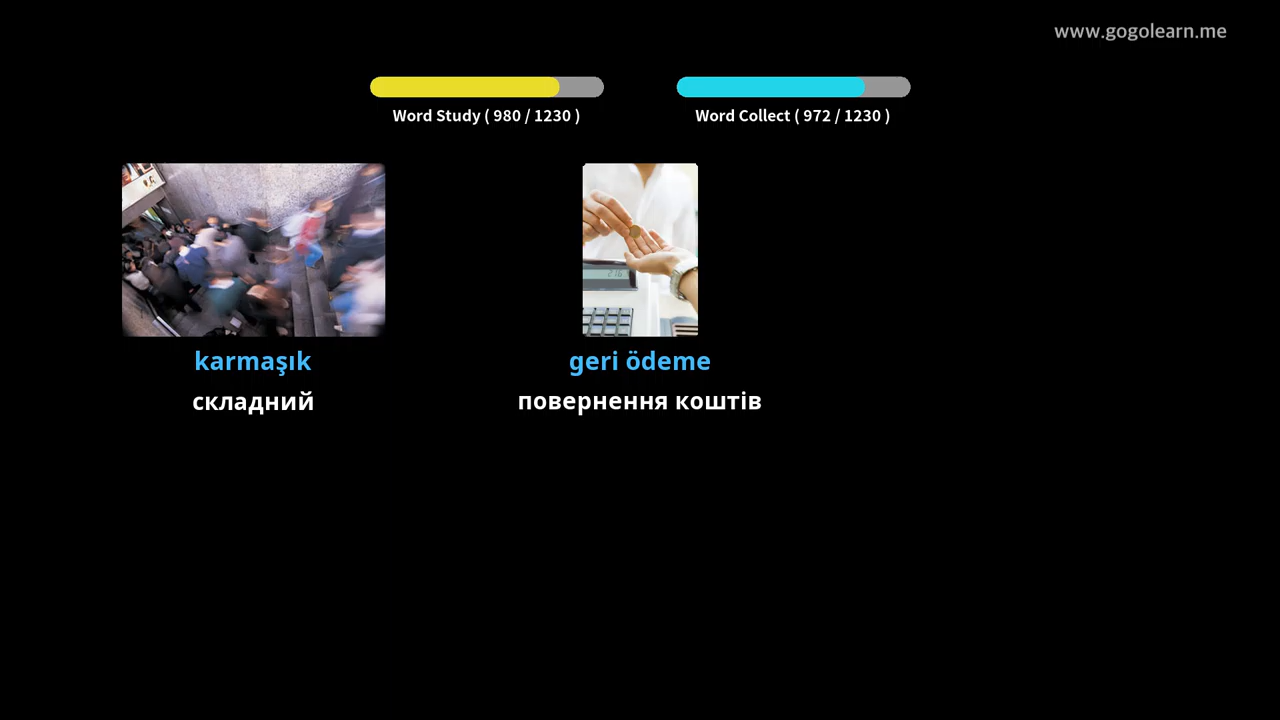 www.gogolearn.me
Word Study ( 980 / 1230 )
Word Collect ( 972 / 1230 )
karmaşık
складний
geri ödeme
повернення коштів